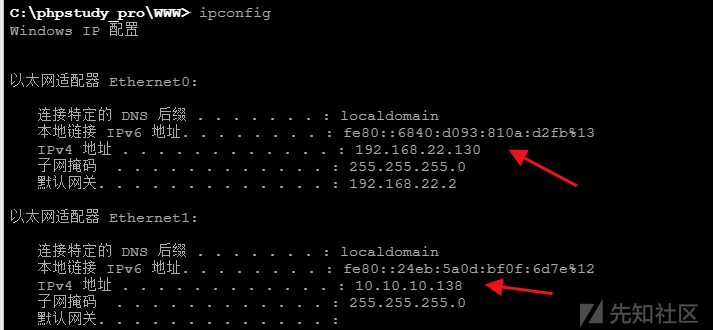 C:\phpstudy_pro\WWW> ipconfig
Windows IP 配置
以太网适配器 Ethernet0:
连接特定的 DNS 后缀 . . . . . . . : localdomain
本地链接 IPv6 地址. . . . . . . . : fe80::6840:d093:810a:d2fb%13
IPv4 地址 . . . . . . . . . . . . : 192.168.22.130
子网掩码 . . . . . . . . . . . . : 255.255.255.0
默认网关. . . . . . . . . . . . . : 192.168.22.2
以太网适配器 Ethernet1:
连接特定的 DNS 后缀 . . . . . . . : localdomain
本地链接 IPv6 地址. . . . . . . . : fe80::24eb:5a0d:bf0f:6d7e%12
IPv4 地址 . . . . . . . . . . . . : 10.10.10.138
子网掩码 . . . . . . . . . . . . : 255.255.255.0
默认网关. . . . . . . . . . . . . :
先知社区